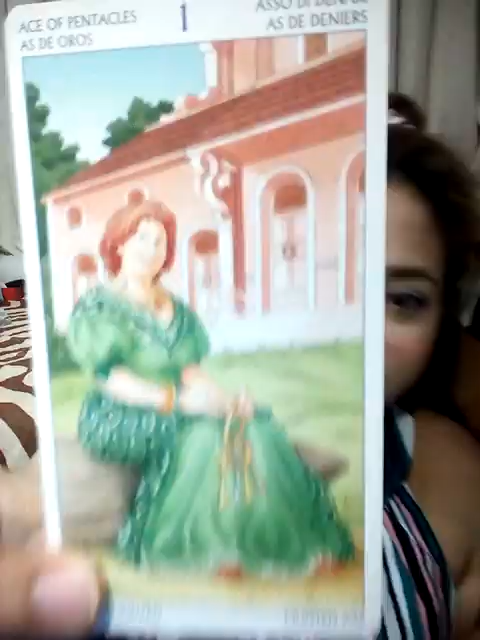 ACE OF PENTACLES
AS DE OROS
1
ASSO DI DENARI
AS DE DENIERS